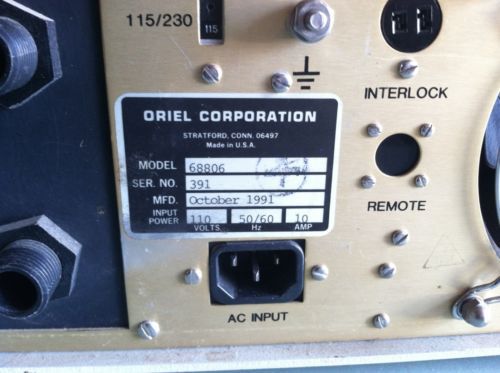 115/230
115
INTERLOCK
ORIEL CORPORATION
STRATFORD, CONN. 06497
Made in U.S.A.
MODEL 68806
SER. NO. 391
MFD. October 1991
INPUT POWER 110 VOLTS 50/60 Hz 10 AMP
REMOTE
AC INPUT